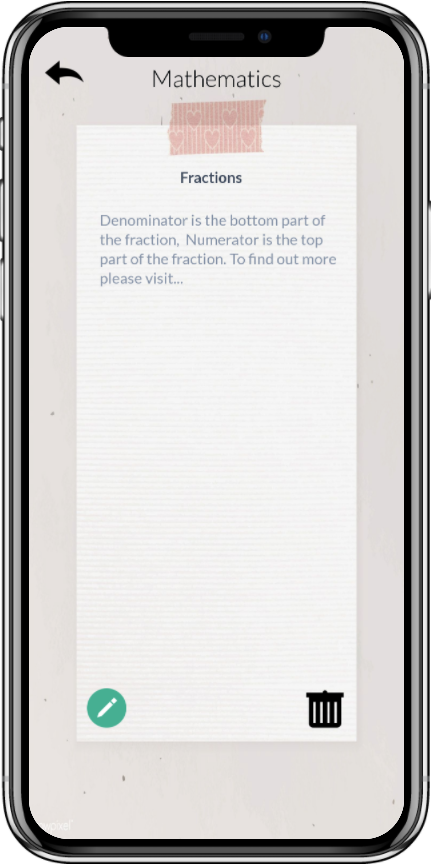 Mathematics
Fractions
Denominator is the bottom part of
the fraction, Numerator is the top
part of the fraction. To find out more
please visit...